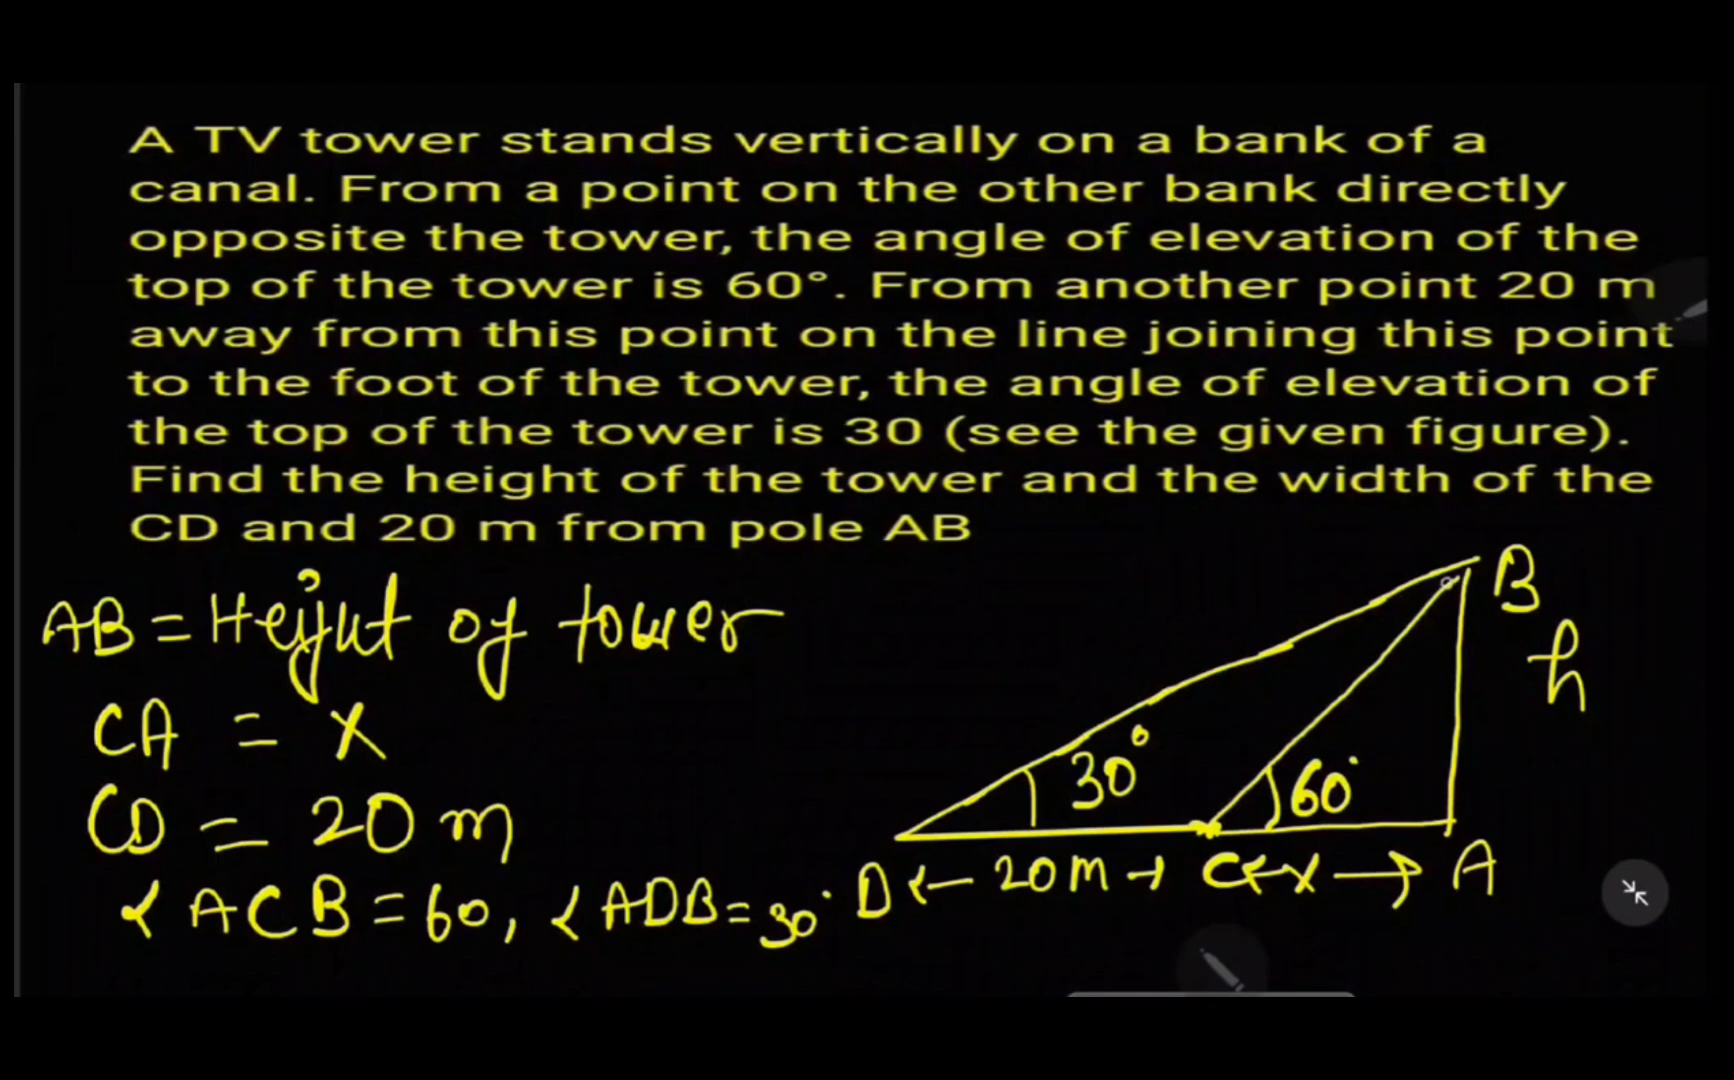 A TV tower stands vertically on a bank of a
canal. From a point on the other bank directly
opposite the tower, the angle of elevation of the
top of the tower is 60°. From another point 20 m
away from this point on the line joining this point
to the foot of the tower, the angle of elevation of
the top of the tower is 30 (see the given figure).
Find the height of the tower and the width of the
CD and 20 m from pole AB
AB = Height of tower
CA = x
CD = 20 m
∠ ACB = 60, ∠ ADB = 30°
B
h
30°
60°
D ← 20 m → C ← x → A